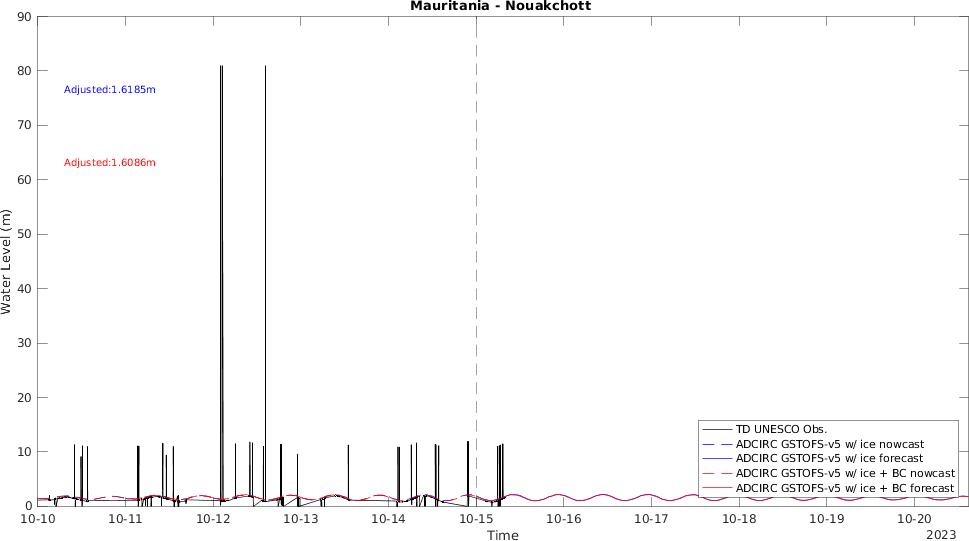 Mauritania - Nouakchott
90
80
70
60
50
40
30
20
10
0
Water Level (m)
Adjusted:1.6185m
Adjusted:1.6086m
TD UNESCO Obs.
ADCIRC GSTOFS-v5 w/ ice nowcast
ADCIRC GSTOFS-v5 w/ ice forecast
ADCIRC GSTOFS-v5 w/ ice + BC nowcast
ADCIRC GSTOFS-v5 w/ ice + BC forecast
10-10 10-11 10-12 10-13 10-14 10-15 10-16 10-17 10-18 10-19 10-20
Time
2023